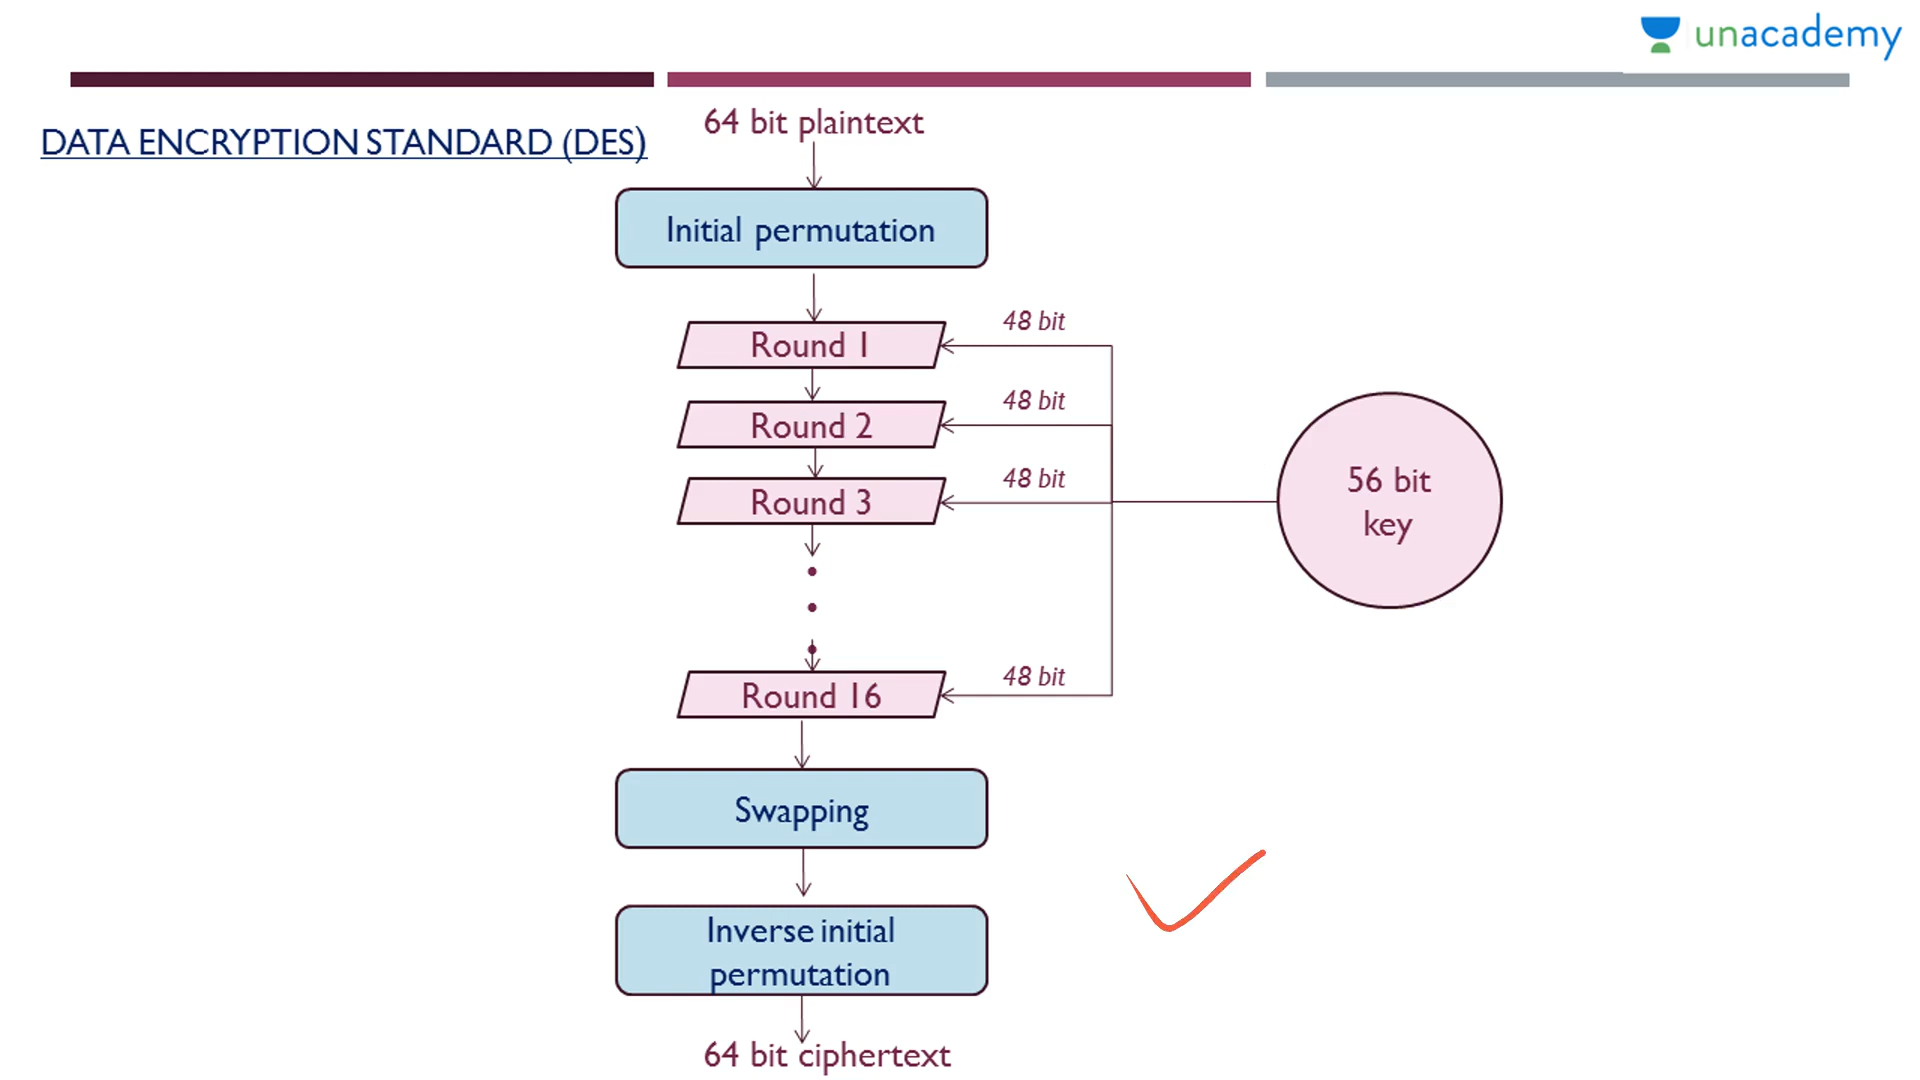 unacademy
DATA ENCRYPTION STANDARD (DES)
64 bit plaintext
Initial permutation
48 bit
Round 1
48 bit
Round 2
48 bit
Round 3
56 bit
key
48 bit
Round 16
Swapping
Inverse initial
permutation
64 bit ciphertext